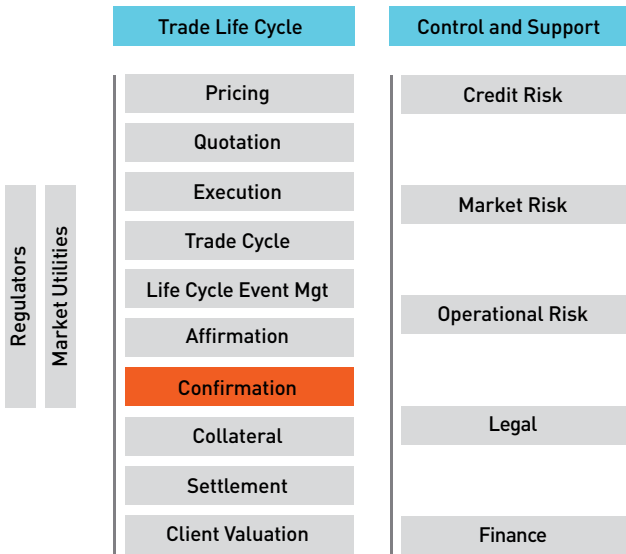 Trade Life Cycle
Control and Support
Regulators
Market Utilities
Pricing
Quotation
Execution
Trade Cycle
Life Cycle Event Mgt
Affirmation
Confirmation
Collateral
Settlement
Client Valuation
Credit Risk
Market Risk
Operational Risk
Legal
Finance